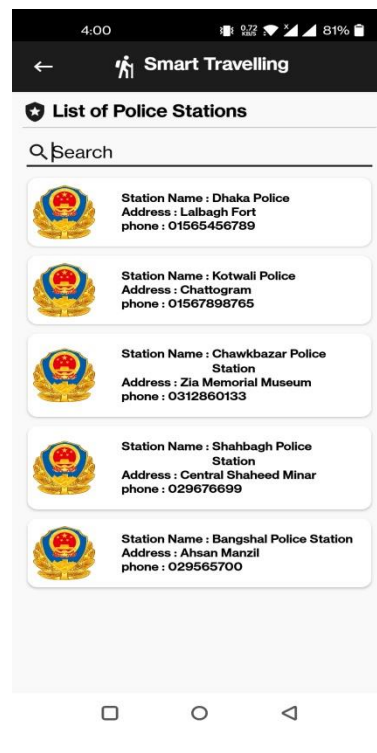 4:00 0.72 KB/S 81%
Smart Travelling
List of Police Stations
Search
Station Name : Dhaka Police
Address : Lalbagh Fort
phone : 01565456789
Station Name : Kotwali Police
Address : Chattogram
phone : 01567898765
Station Name : Chawkbazar Police
Station
Address : Zia Memorial Museum
phone : 0312860133
Station Name : Shahbagh Police
Station
Address : Central Shaheed Minar
phone : 029676699
Station Name : Bangshal Police Station
Address : Ahsan Manzil
phone : 029565700